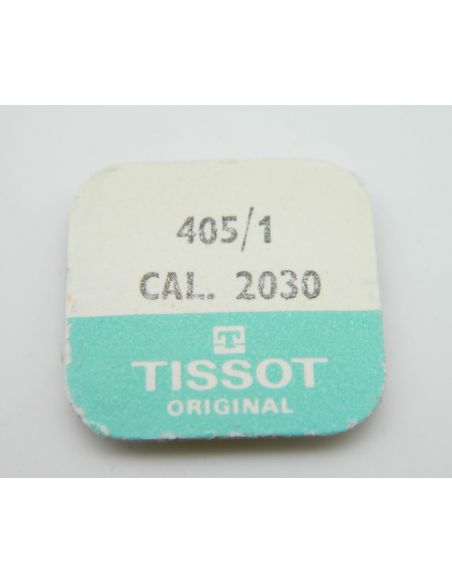 405/1
CAL. 2030
T
TISSOT
ORIGINAL